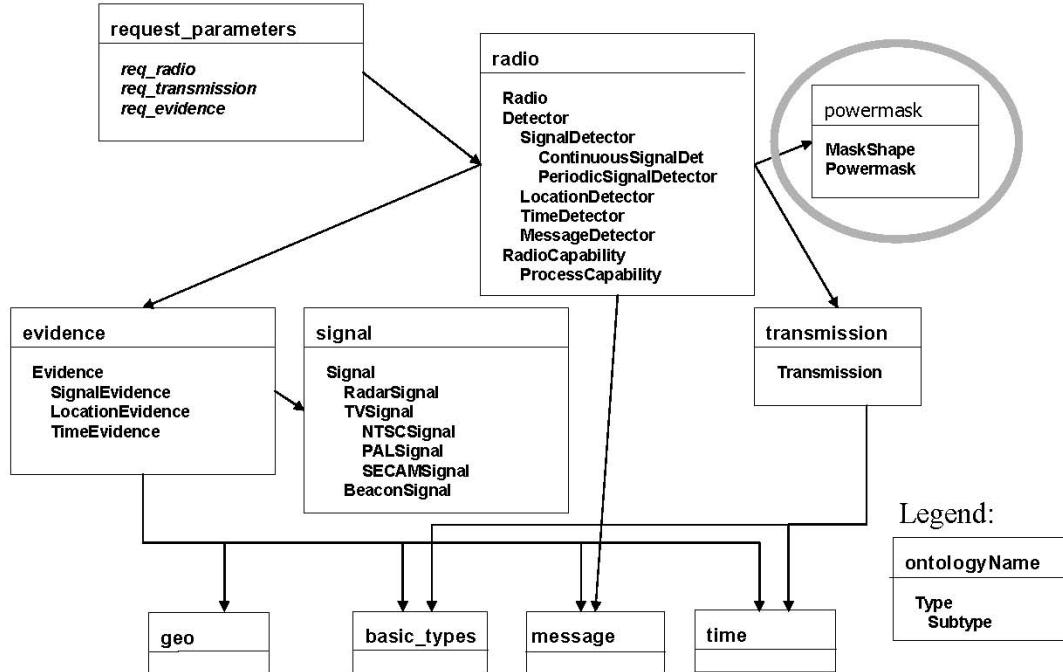 request_parameters
req_radio
req_transmission
req_evidence
radio
Radio
Detector
SignalDetector
ContinuousSignalDet
PeriodicSignalDetector
LocationDetector
TimeDetector
MessageDetector
RadioCapability
ProcessCapability
powermask
MaskShape
Powermask
evidence
Evidence
SignalEvidence
LocationEvidence
TimeEvidence
signal
Signal
RadarSignal
TVSignal
NTSCSignal
PALSignal
SECAMSignal
BeaconSignal
transmission
Transmission
Legend:
ontologyName
Type
Subtype
geo
basic_types
message
time